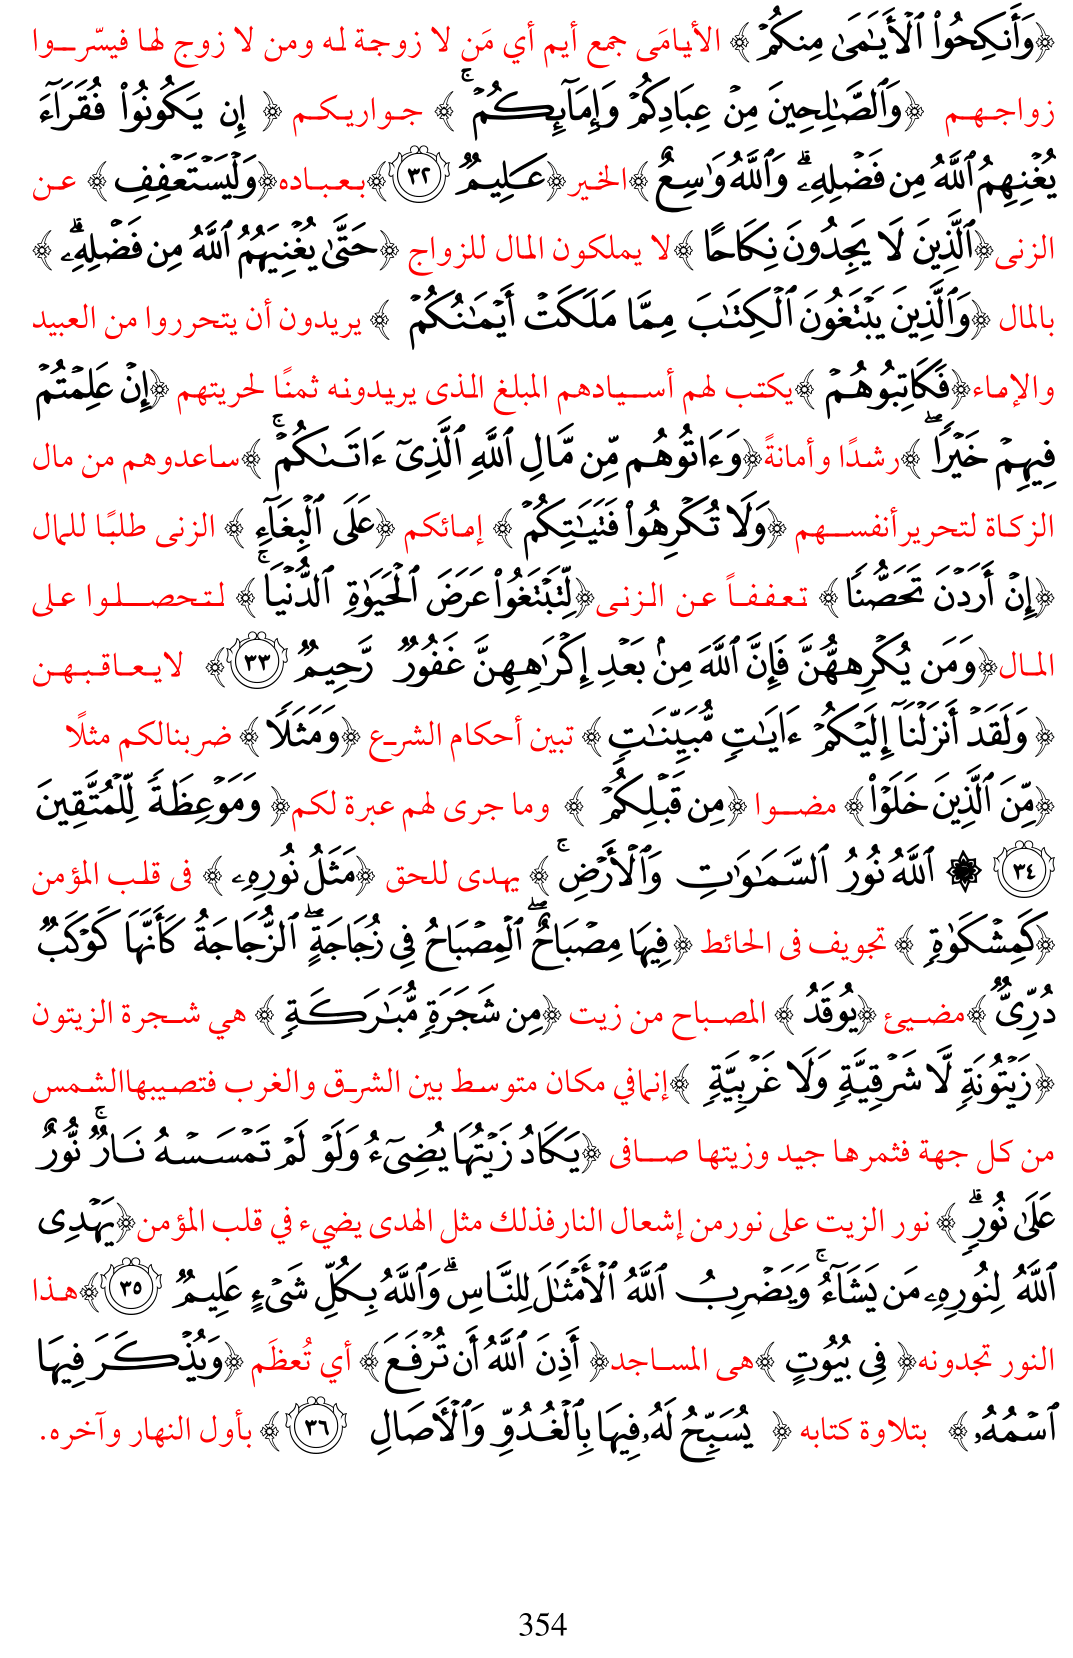 ﴿وَأَنكِحُوا۟ ٱلْأَيَـٰمَىٰ مِنكُمْ﴾ الأيامَى جمع أيم أي مَن لا زوجة له ومن لا زوج لها فيسّروا
زواجهم ﴿وَٱلصَّـٰلِحِينَ مِنْ عِبَادِكُمْ وَإِمَآئِكُمْ ۚ﴾ جواريكم ﴿إِن يَكُونُوا۟ فُقَرَآءَ
يُغْنِهِمُ ٱللَّهُ مِن فَضْلِهِۦ ۗ وَٱللَّهُ وَٰسِعٌ﴾ الخير ﴿عَلِيمٌ ٣٢﴾ بعباده ﴿وَلْيَسْتَعْفِفِ﴾ عن
الزنى ﴿ٱلَّذِينَ لَا يَجِدُونَ نِكَاحًا﴾ لا يملكون المال للزواج ﴿حَتَّىٰ يُغْنِيَهُمُ ٱللَّهُ مِن فَضْلِهِۦ ۗ﴾
بالمال ﴿وَٱلَّذِينَ يَبْتَغُونَ ٱلْكِتَـٰبَ مِمَّا مَلَكَتْ أَيْمَـٰنُكُمْ﴾ يريدون أن يتحرروا من العبيد
والإماء ﴿فَكَاتِبُوهُمْ﴾ يكتب لهم أسيادهم المبلغ الذى يريدونه ثمنًا لحريتهم ﴿إِنْ عَلِمْتُمْ
فِيهِمْ خَيْرًا ۖ﴾ رشدًا وأمانةً ﴿وَءَاتُوهُم مِّن مَّالِ ٱللَّهِ ٱلَّذِىٓ ءَاتَىٰكُمْ ۚ﴾ ساعدوهم من مال
الزكاة لتحريرأنفسهم ﴿وَلَا تُكْرِهُوا۟ فَتَيَـٰتِكُمْ﴾ إمائكم ﴿عَلَى ٱلْبِغَآءِ﴾ الزنى طلبًا للمال
﴿إِنْ أَرَدْنَ تَحَصُّنًا﴾ تعففاً عن الزنى ﴿لِّتَبْتَغُوا۟ عَرَضَ ٱلْحَيَوٰةِ ٱلدُّنْيَا ۚ﴾ لتحصلوا على
المال ﴿وَمَن يُكْرِههُّنَّ فَإِنَّ ٱللَّهَ مِنۢ بَعْدِ إِكْرَٰهِهِنَّ غَفُورٌ رَّحِيمٌ ٣٣﴾ لايعاقبهن
﴿وَلَقَدْ أَنزَلْنَآ إِلَيْكُمْ ءَايَـٰتٍ مُّبَيِّنَـٰتٍ﴾ تبين أحكام الشرع ﴿وَمَثَلًا﴾ ضربنالكم مثلًا
﴿مِّنَ ٱلَّذِينَ خَلَوْا۟﴾ مضوا ﴿مِن قَبْلِكُمْ﴾ وما جرى لهم عبرة لكم ﴿وَمَوْعِظَةً لِّلْمُتَّقِينَ
٣٤ ۞ ٱللَّهُ نُورُ ٱلسَّمَـٰوَٰتِ وَٱلْأَرْضِ ۚ﴾ يهدى للحق ﴿مَثَلُ نُورِهِۦ﴾ فى قلب المؤمن
﴿كَمِشْكَوٰةٍ﴾ تجويف فى الحائط ﴿فِيهَا مِصْبَاحٌ ۖ ٱلْمِصْبَاحُ فِى زُجَاجَةٍ ۖ ٱلزُّجَاجَةُ كَأَنَّهَا كَوْكَبٌ
دُرِّىٌّ﴾ مضيئ ﴿يُوقَدُ﴾ المصباح من زيت ﴿مِن شَجَرَةٍ مُّبَـٰرَكَةٍ﴾ هي شجرة الزيتون
﴿زَيْتُونَةٍ لَّا شَرْقِيَّةٍ وَلَا غَرْبِيَّةٍ﴾ إنمافي مكان متوسط بين الشرق والغرب فتصيبهاالشمس
من كل جهة فثمرها جيد وزيتها صافى ﴿يَكَادُ زَيْتُهَا يُضِىٓءُ وَلَوْ لَمْ تَمْسَسْهُ نَارٌ ۚ نُّورٌ
عَلَىٰ نُورٍ ۗ﴾ نور الزيت على نورمن إشعال النارفذلك مثل الهدى يضيء في قلب المؤمن ﴿يَهْدِى
ٱللَّهُ لِنُورِهِۦ مَن يَشَآءُ ۚ وَيَضْرِبُ ٱللَّهُ ٱلْأَمْثَـٰلَ لِلنَّاسِ ۗ وَٱللَّهُ بِكُلِّ شَىْءٍ عَلِيمٌ ٣٥﴾ هذا
النور تجدونه ﴿فِى بُيُوتٍ﴾ هى المساجد ﴿أَذِنَ ٱللَّهُ أَن تُرْفَعَ﴾ أي تُعظَم ﴿وَيُذْكَرَ فِيهَا
ٱسْمُهُۥ﴾ بتلاوة كتابه ﴿يُسَبِّحُ لَهُۥ فِيهَا بِٱلْغُدُوِّ وَٱلْـَٔاصَالِ ٣٦﴾ بأول النهار وآخره.
354